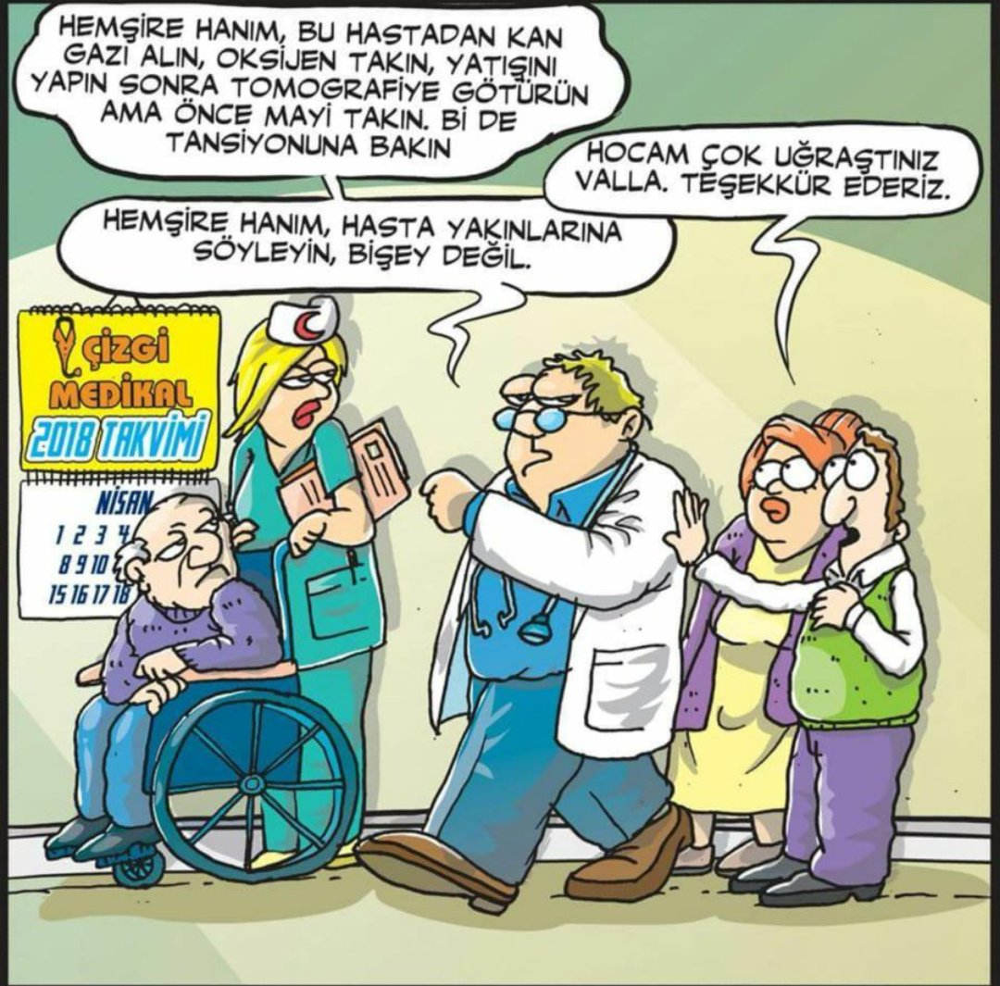 HEMŞİRE HANIM, BU HASTADAN KAN
GAZI ALIN, OKSİJEN TAKIN, YATIŞINI
YAPIN SONRA TOMOGRAFİYE GÖTÜRÜN
AMA ÖNCE MAYİ TAKIN. Bİ DE
TANSİYONUNA BAKIN
HOCAM ÇOK UĞRAŞTINIZ
VALLA. TEŞEKKÜR EDERİZ.
HEMŞİRE HANIM, HASTA YAKINLARINA
SÖYLEYİN, BİŞEY DEĞİL.
ÇİZGİ
MEDİKAL
2018 TAKVİMİ
NİSAN
1 2 3 4
8 9 10
15 16 17 18